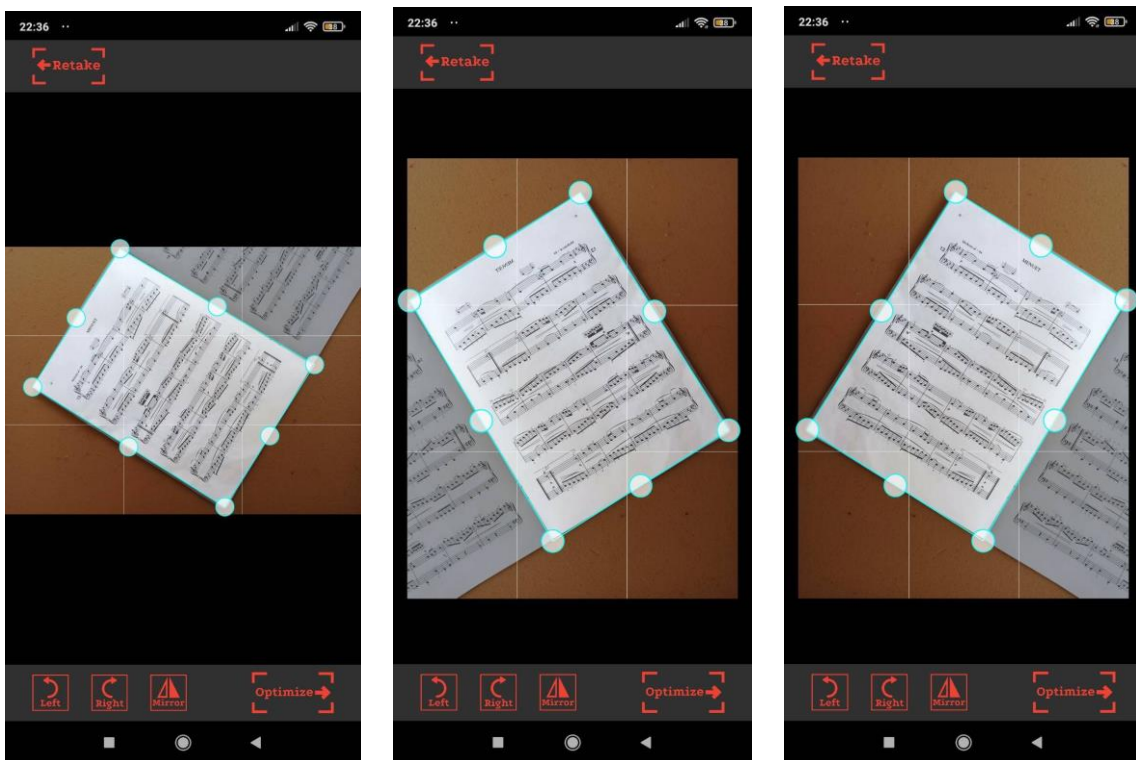 22:36 ..
Retake
Left
Right
Mirror
Optimize
22:36 ..
Retake
Left
Right
Mirror
Optimize
22:36 ..
Retake
MENUET
Left
Right
Mirror
Optimize